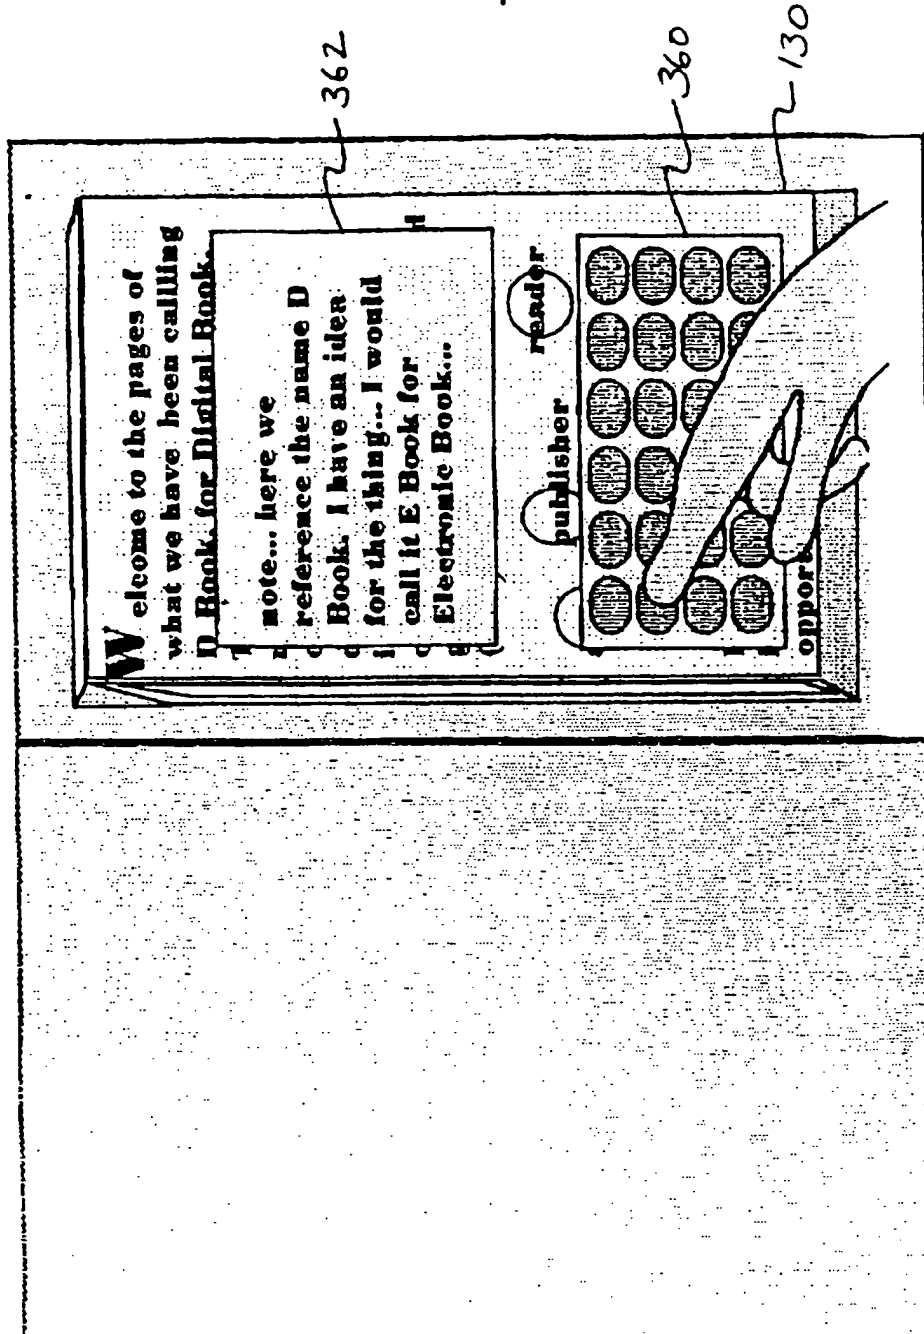 Welcome to the pages of
what we have been callling
D Book, for Digital Book.
note... here we
reference the name D
Book. I have an idea
for the thing... I would
call it E Book for
Electronic Book...
publisher
reader
oppor
362
360
130